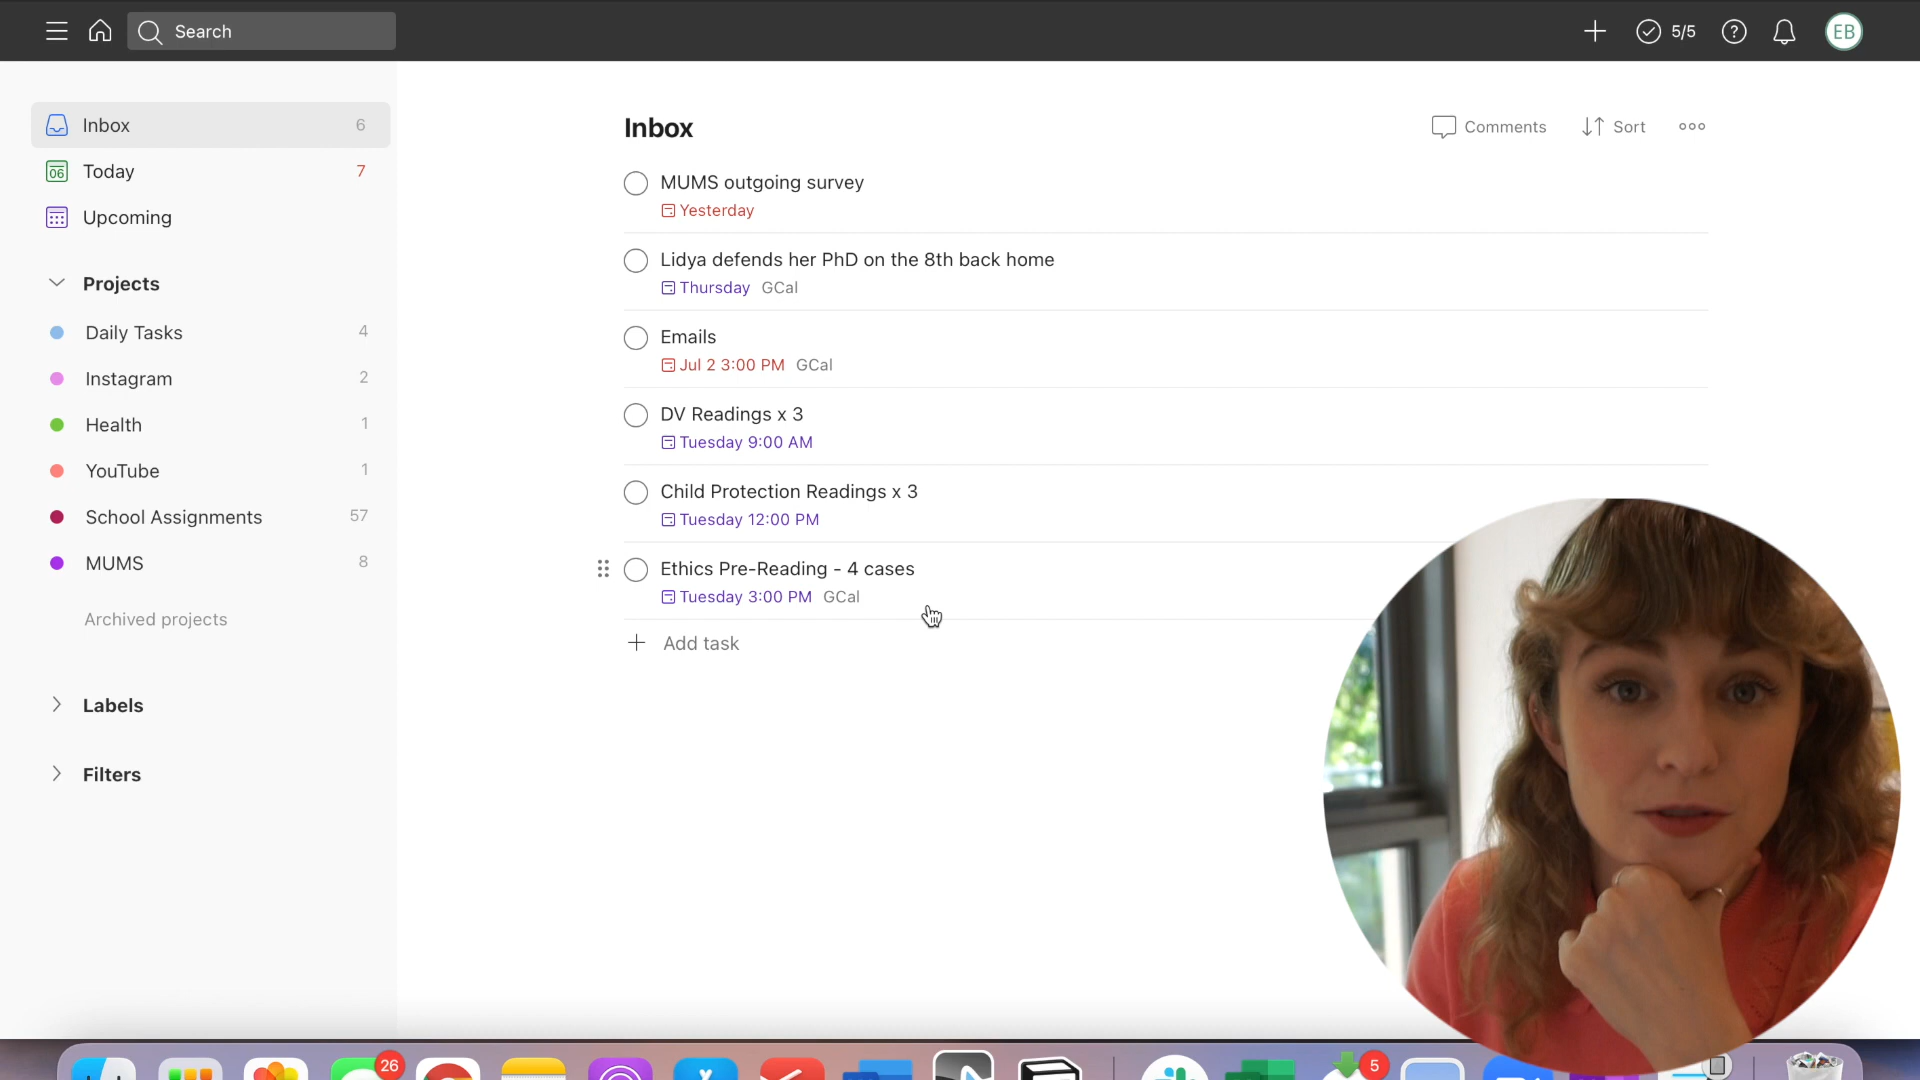 Search
5/5
EB
Inbox 6
06 Today 7
Upcoming
Projects
Daily Tasks 4
Instagram 2
Health 1
YouTube 1
School Assignments 57
MUMS 8
Archived projects
Labels
Filters
Inbox
Comments
Sort
MUMS outgoing survey
Yesterday
Lidya defends her PhD on the 8th back home
Thursday GCal
Emails
Jul 2 3:00 PM GCal
DV Readings x 3
Tuesday 9:00 AM
Child Protection Readings x 3
Tuesday 12:00 PM
Ethics Pre-Reading - 4 cases
Tuesday 3:00 PM GCal
Add task
26
5